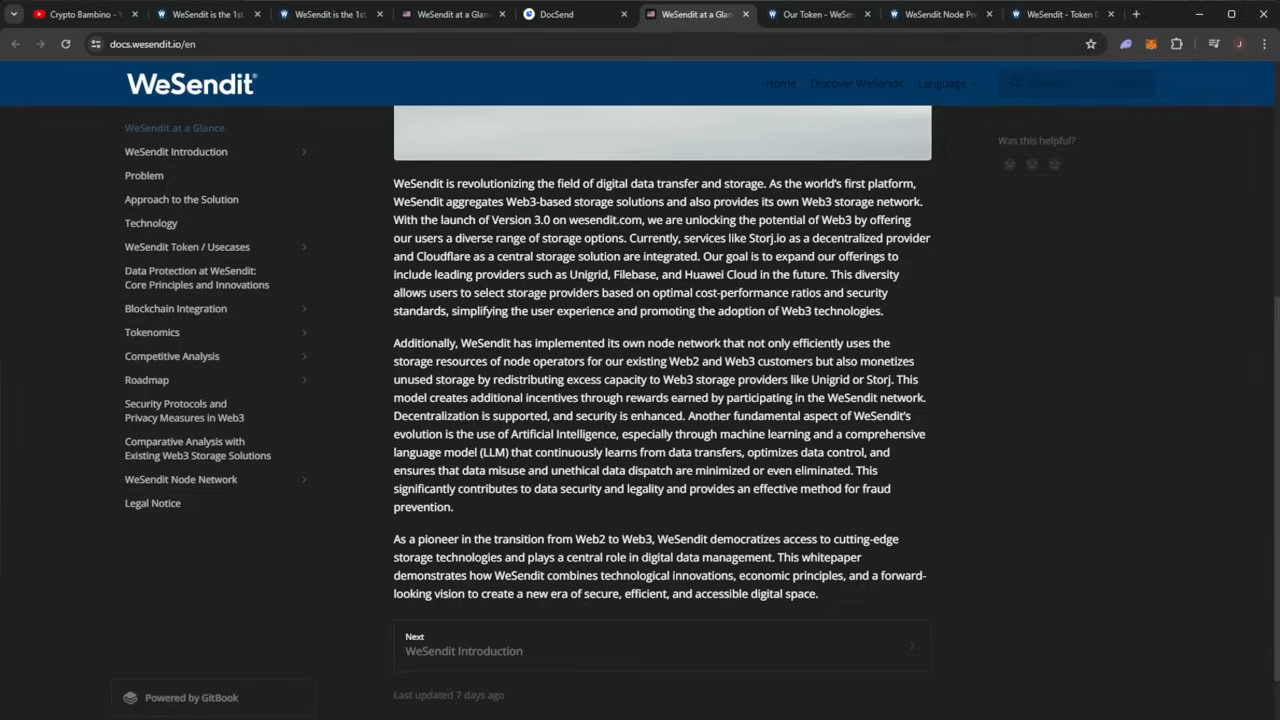 Crypto Bambino - Y
WeSendit is the 1st
WeSendit is the 1st
WeSendit at a Glan
DocSend
WeSendit at a Glan
Our Token - WeSen
WeSendit Node Pr
WeSendit - Token D
docs.wesendit.io/en
J
WeSendit®
Home
Discover WeSendit
Language
WeSendit at a Glance
WeSendit Introduction
Problem
Approach to the Solution
Technology
WeSendit Token / Usecases
Data Protection at WeSendit:
Core Principles and Innovations
Blockchain Integration
Tokenomics
Competitive Analysis
Roadmap
Security Protocols and
Privacy Measures in Web3
Comparative Analysis with
Existing Web3 Storage Solutions
WeSendit Node Network
Legal Notice
Powered by GitBook
WeSendit is revolutionizing the field of digital data transfer and storage. As the world's first platform,
WeSendit aggregates Web3-based storage solutions and also provides its own Web3 storage network.
With the launch of Version 3.0 on wesendit.com, we are unlocking the potential of Web3 by offering
our users a diverse range of storage options. Currently, services like Storj.io as a decentralized provider
and Cloudflare as a central storage solution are integrated. Our goal is to expand our offerings to
include leading providers such as Unigrid, Filebase, and Huawei Cloud in the future. This diversity
allows users to select storage providers based on optimal cost-performance ratios and security
standards, simplifying the user experience and promoting the adoption of Web3 technologies.
Additionally, WeSendit has implemented its own node network that not only efficiently uses the
storage resources of node operators for our existing Web2 and Web3 customers but also monetizes
unused storage by redistributing excess capacity to Web3 storage providers like Unigrid or Storj. This
model creates additional incentives through rewards earned by participating in the WeSendit network.
Decentralization is supported, and security is enhanced. Another fundamental aspect of WeSendit's
evolution is the use of Artificial Intelligence, especially through machine learning and a comprehensive
language model (LLM) that continuously learns from data transfers, optimizes data control, and
ensures that data misuse and unethical data dispatch are minimized or even eliminated. This
significantly contributes to data security and legality and provides an effective method for fraud
prevention.
As a pioneer in the transition from Web2 to Web3, WeSendit democratizes access to cutting-edge
storage technologies and plays a central role in digital data management. This whitepaper
demonstrates how WeSendit combines technological innovations, economic principles, and a forward-
looking vision to create a new era of secure, efficient, and accessible digital space.
Next
WeSendit Introduction
Last updated 7 days ago
Was this helpful?